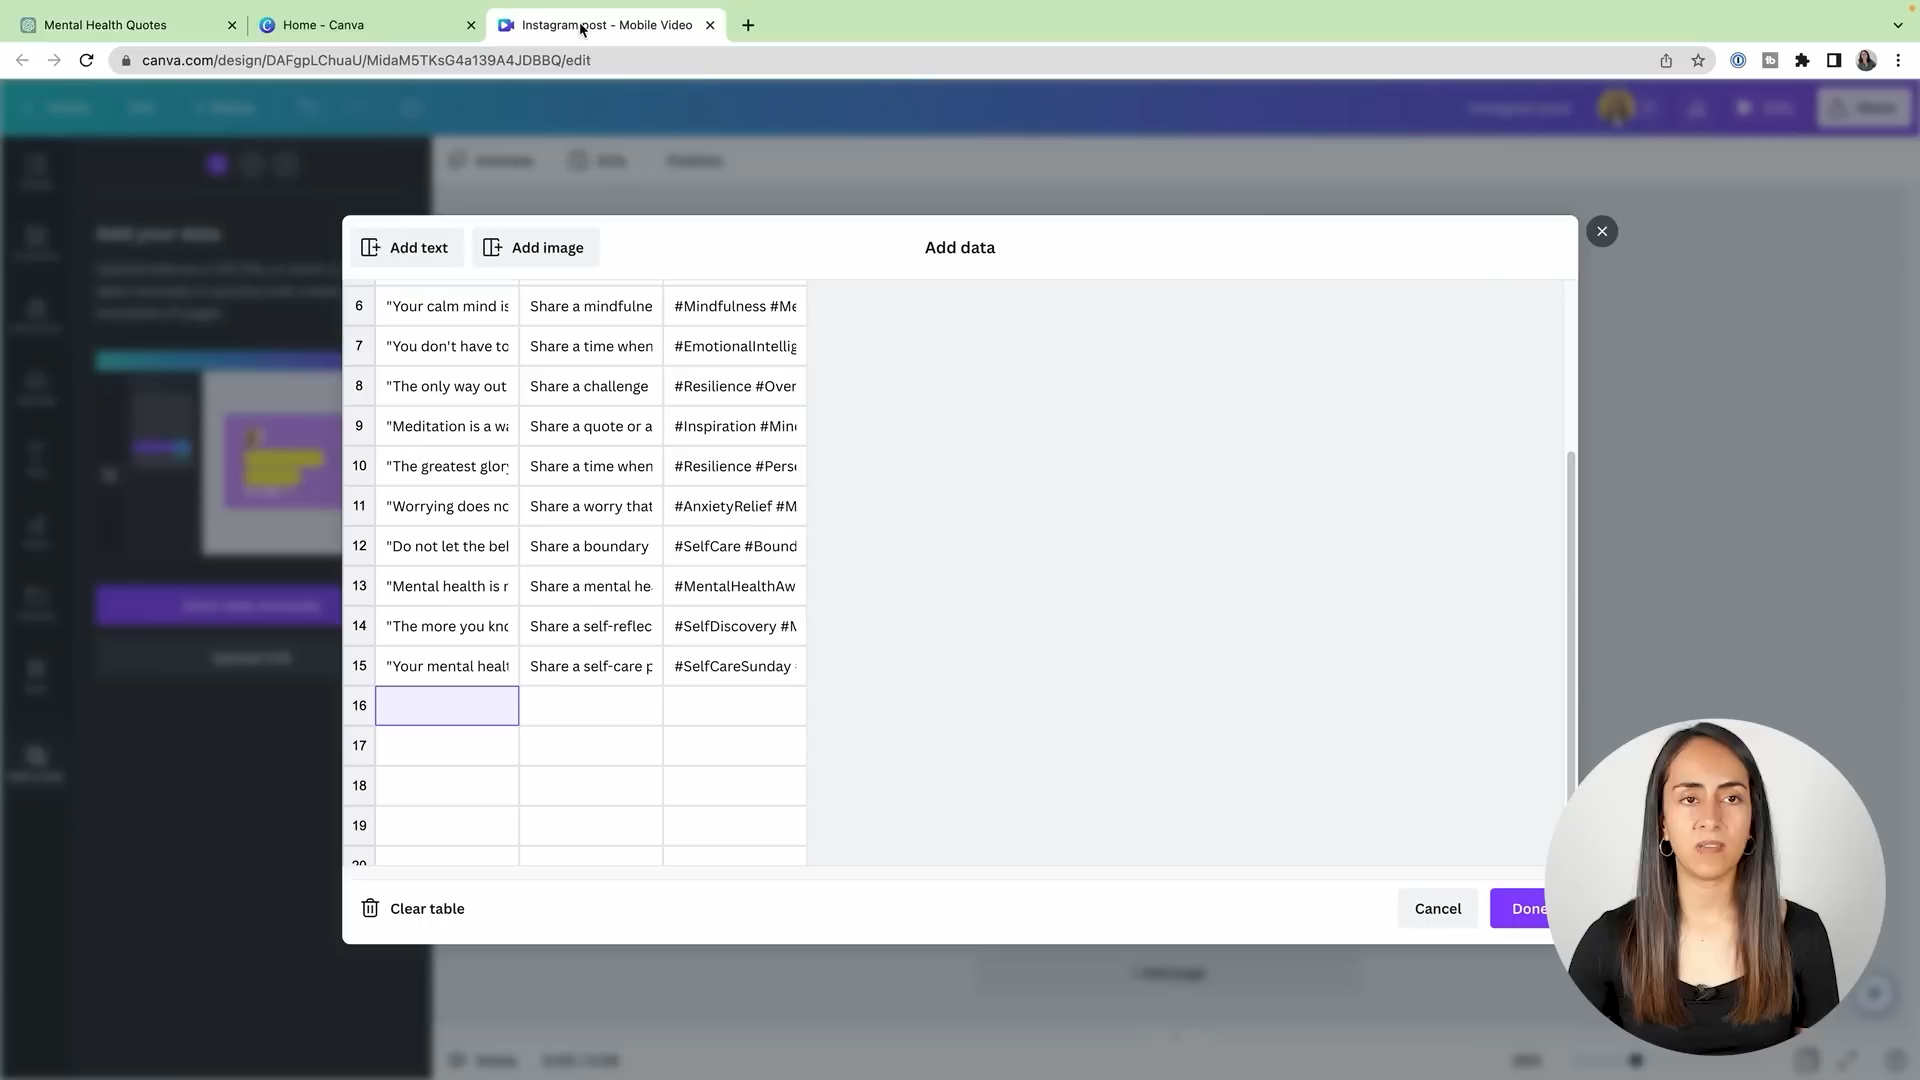 Mental Health Quotes
Home - Canva
Instagram post - Mobile Video
canva.com/design/DAFgpLChuaU/MidaM5TKsG4a139A4JDBBQ/edit
Add your data
Add text
Add image
Add data
6 "Your calm mind is Share a mindfulne #Mindfulness #Me
7 "You don't have to Share a time when #EmotionalIntellig
8 "The only way out Share a challenge #Resilience #Over
9 "Meditation is a wa Share a quote or a #Inspiration #Minc
10 "The greatest glory Share a time when #Resilience #Perse
11 "Worrying does no Share a worry that #AnxietyRelief #M
12 "Do not let the beh Share a boundary #SelfCare #Bound
13 "Mental health is n Share a mental he #MentalHealthAw
14 "The more you kno Share a self-reflec #SelfDiscovery #M
15 "Your mental healt Share a self-care p #SelfCareSunday
16
17
18
19
20
Clear table
Cancel
Done